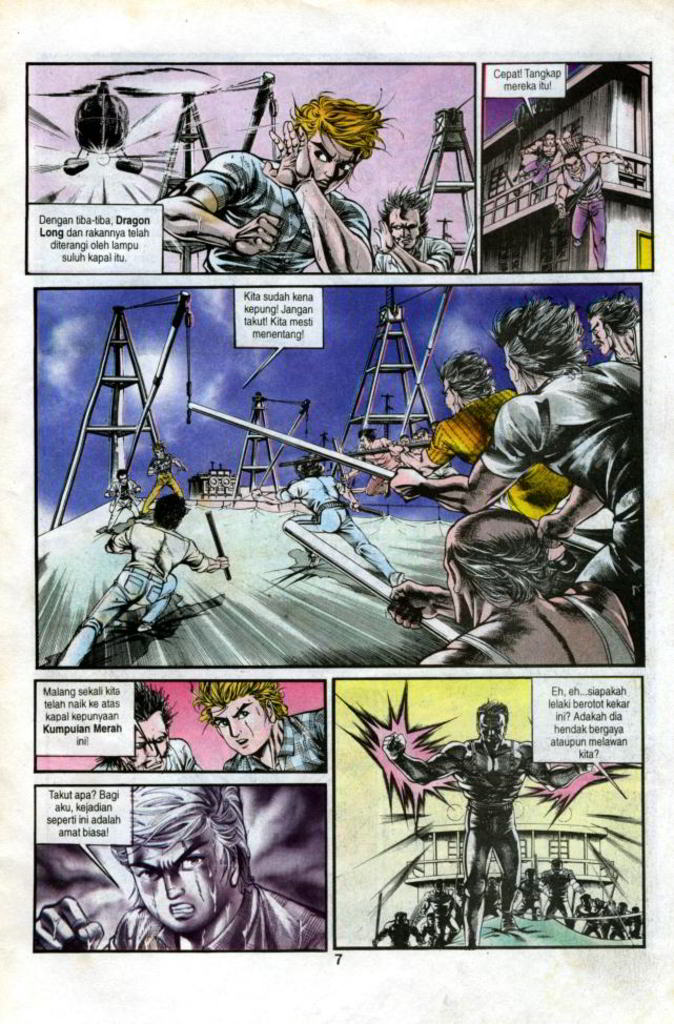 Dengan tiba-tiba, Dragon
Long dan rakannya telah
diterangi oleh lampu
suluh kapal itu.
Cepat! Tangkap
mereka itu!
Kita sudah kena
kepung! Jangan
takut! Kita mesti
menentang!
Malang sekali kita
telah naik ke atas
kapal kepunyaan
Kumpulan Merah
ini!
Takut apa? Bagi
aku, kejadian
seperti ini adalah
amat biasa!
Eh, eh...siapakah
lelaki berotot kekar
ini? Adakah dia
hendak bergaya
ataupun melawan
kita?
7